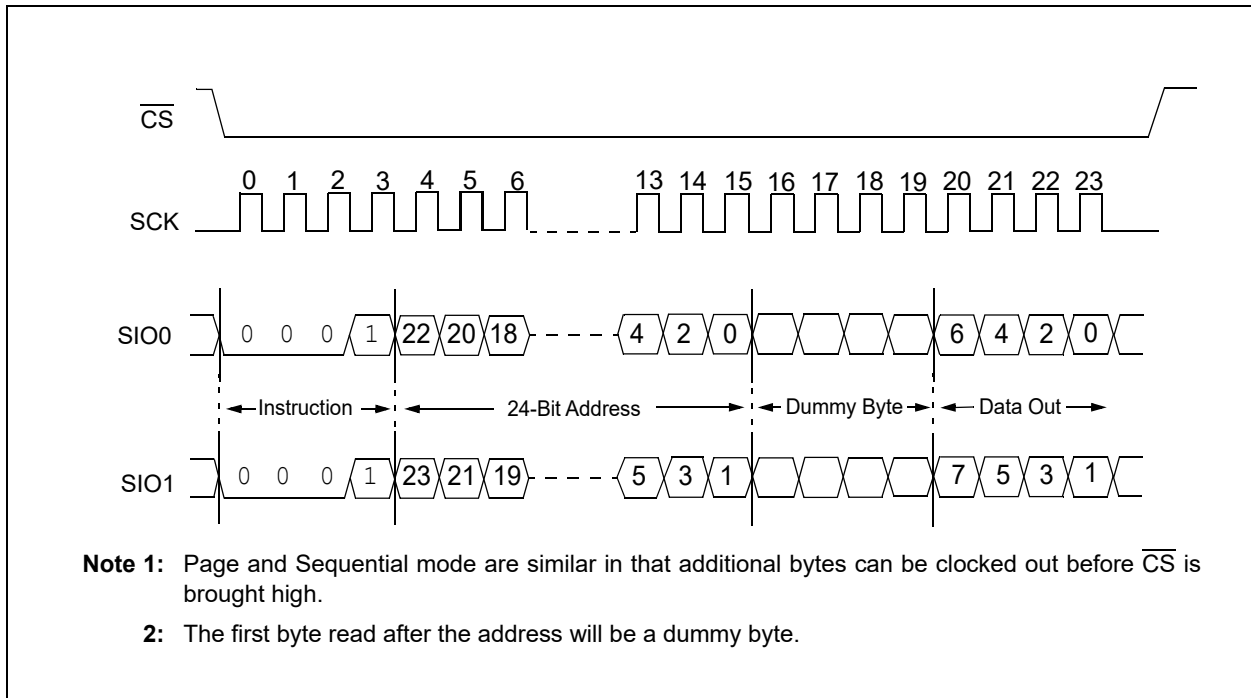 CS
0 1 2 3 4 5 6 13 14 15 16 17 18 19 20 21 22 23
SCK
SIO0 0 0 0 1 22 20 18 4 2 0 6 4 2 0
Instruction 24-Bit Address Dummy Byte Data Out
SIO1 0 0 0 1 23 21 19 5 3 1 7 5 3 1
Note 1: Page and Sequential mode are similar in that additional bytes can be clocked out before CS is
brought high.
2: The first byte read after the address will be a dummy byte.